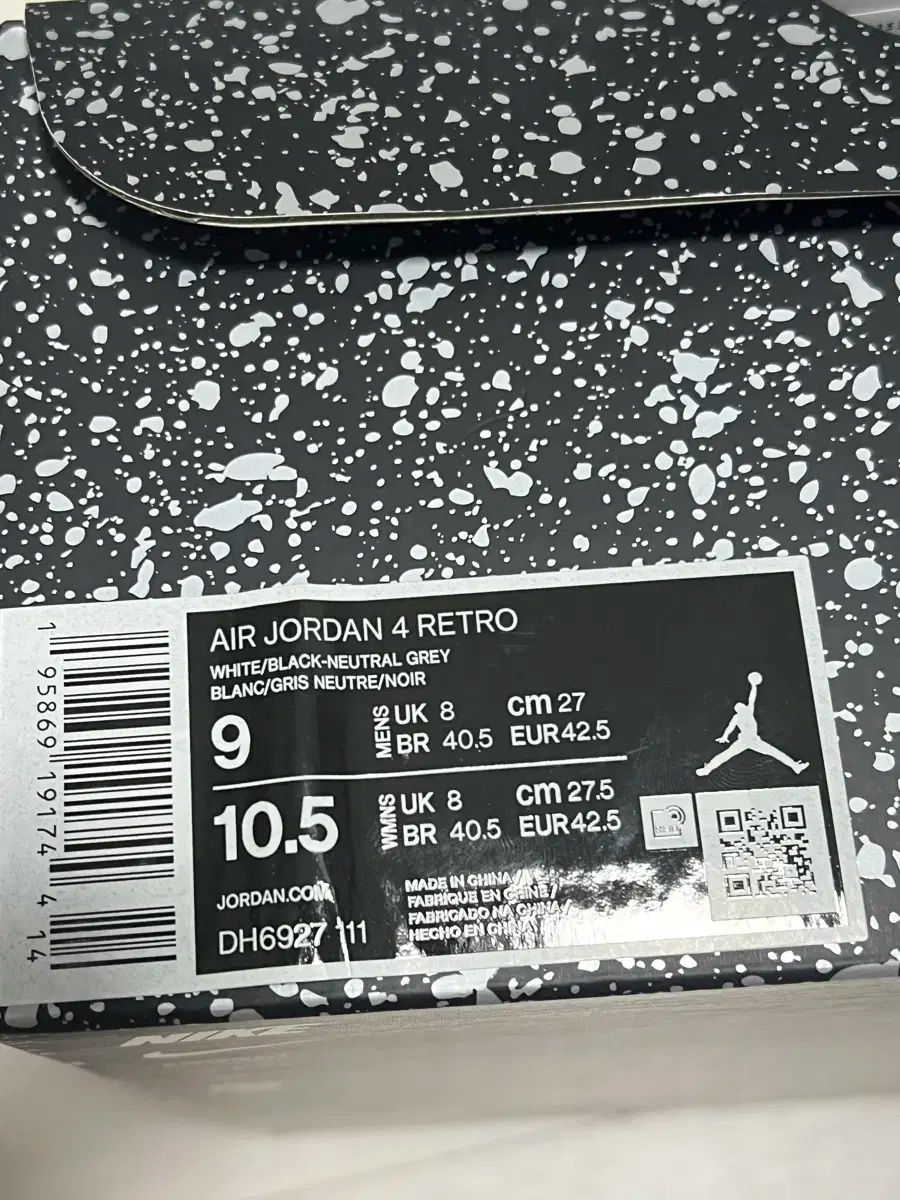 AIR JORDAN 4 RETRO
WHITE/BLACK-NEUTRAL GREY
BLANC/GRIS NEUTRE/NOIR
9
MENS
UK 8 cm 27
BR 40.5 EUR 42.5
10.5
WMNS
UK 8 cm 27.5
BR 40.5 EUR 42.5
JORDAN.COM
DH6927 111
MADE IN CHINA /
FABRIQUÉ EN CHINE /
FABRICADO NA CHINA /
HECHO EN CHINA
RFID
1 95869 19174 4 14
NIKE